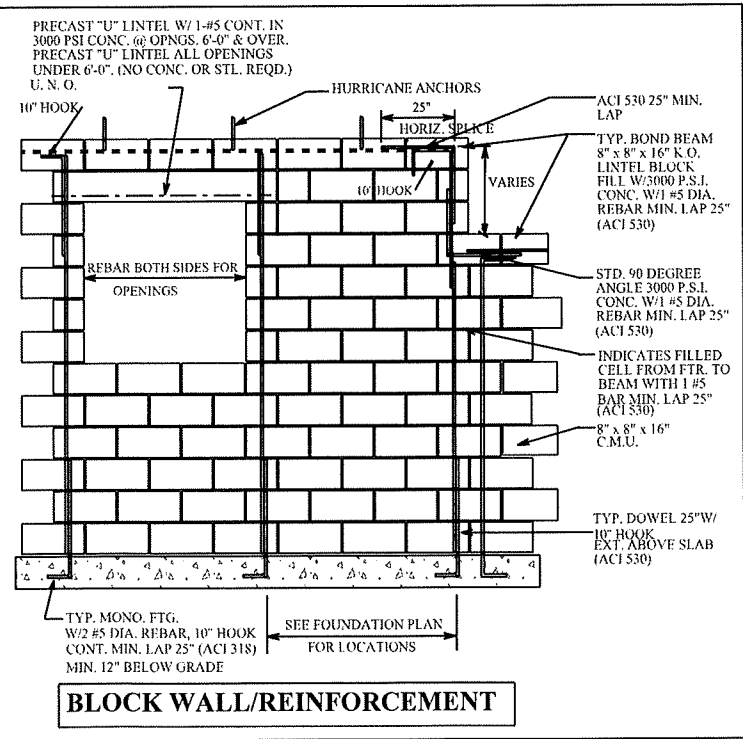 PRECAST "U" LINTEL W/ 1-#5 CONT. IN
3000 PSI CONC. @ OPNGS. 6'-0" & OVER.
PRECAST "U" LINTEL ALL OPENINGS
UNDER 6'-0". (NO CONC. OR STL. REQD.)
U. N. O.
10" HOOK
HURRICANE ANCHORS
25"
HORIZ. SPLICE
10" HOOK
VARIES
ACI 530 25" MIN.
LAP
TYP. BOND BEAM
8" x 8" x 16" K.O.
LINTEL BLOCK
FILL W/3000 P.S.I.
CONC. W/1 #5 DIA.
REBAR MIN. LAP 25"
(ACI 530)
REBAR BOTH SIDES FOR
OPENINGS
STD. 90 DEGREE
ANGLE 3000 P.S.I.
CONC. W/1 #5 DIA.
REBAR MIN. LAP 25"
(ACI 530)
INDICATES FILLED
CELL FROM FTR. TO
BEAM WITH 1 #5
BAR MIN. LAP 25"
(ACI 530)
8" x 8" x 16"
C.M.U.
TYP. DOWEL 25"W/
10" HOOK
EXT. ABOVE SLAB
(ACI 530)
TYP. MONO. FTG.
W/2 #5 DIA. REBAR, 10" HOOK
CONT. MIN. LAP 25" (ACI 318)
MIN. 12" BELOW GRADE
SEE FOUNDATION PLAN
FOR LOCATIONS
BLOCK WALL/REINFORCEMENT